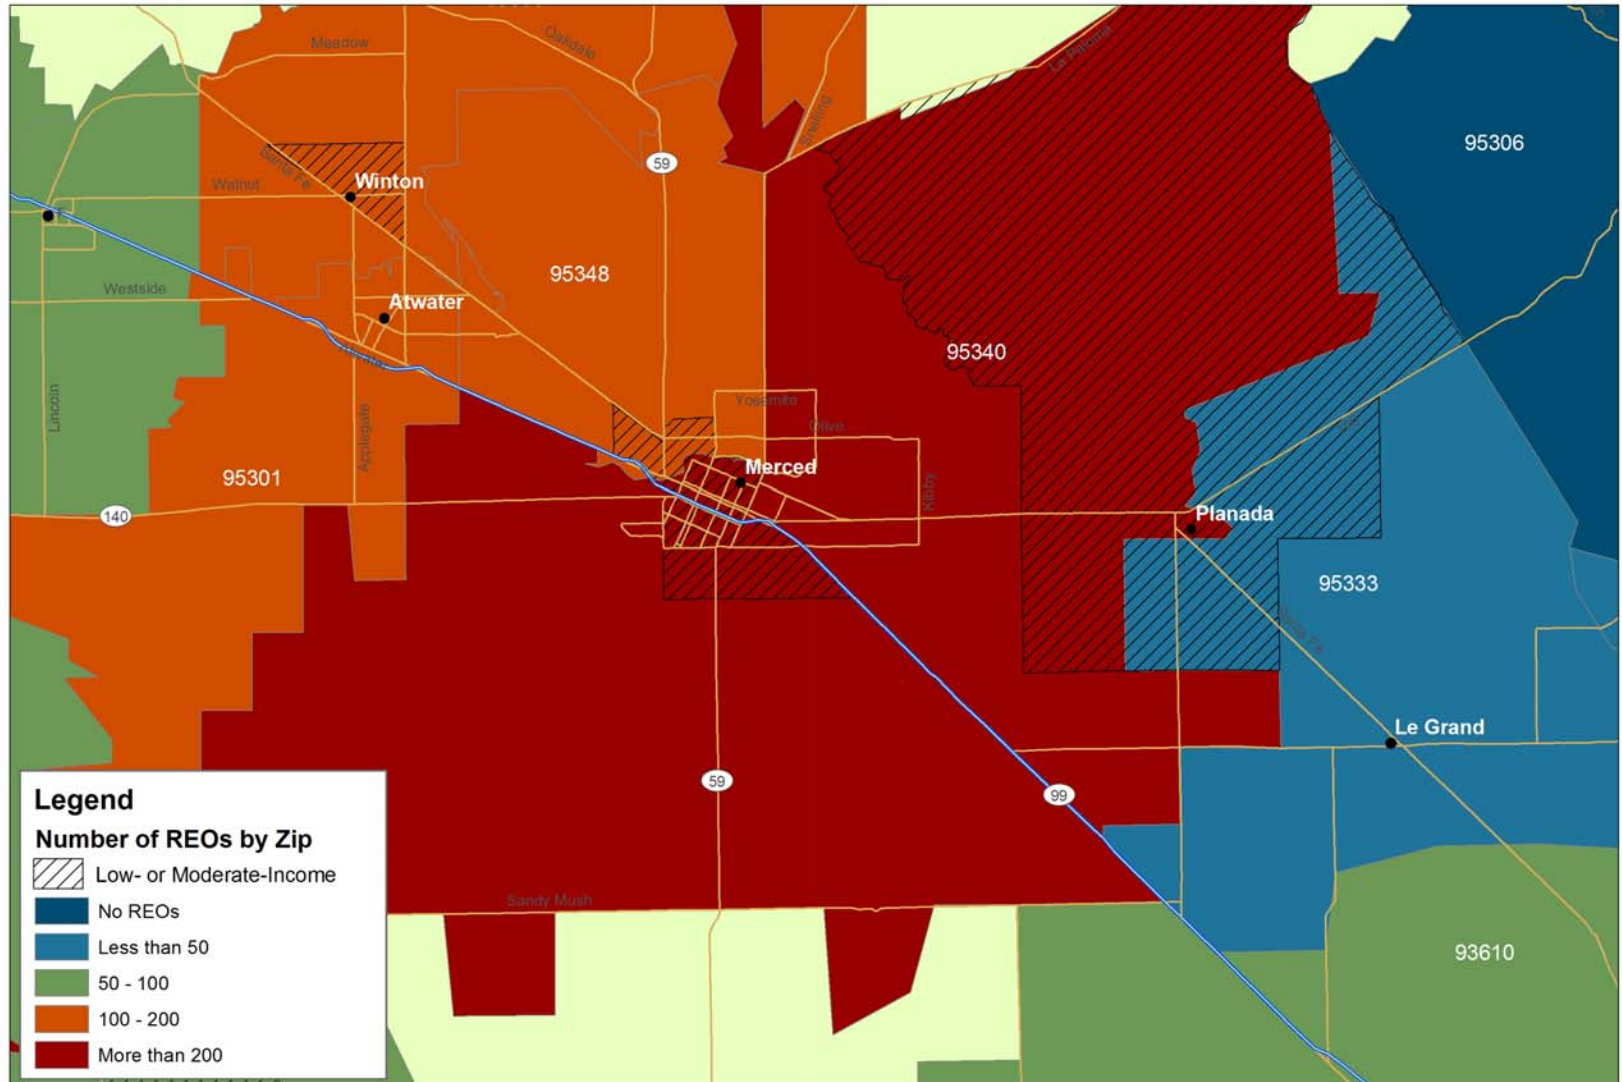 Meadow
Oakdale
La Paloma
Snelling
95306
59
Santa Fe
Winton
Walnut
95348
Westside
Atwater
95340
Lincoln
Applegate
Yosemite
Olive
Merced
Kibby
95301
140
Planada
95333
Santa Fe
Le Grand
59
99
Sandy Mush
93610
Legend
Number of REOs by Zip
Low- or Moderate-Income
No REOs
Less than 50
50 - 100
100 - 200
More than 200